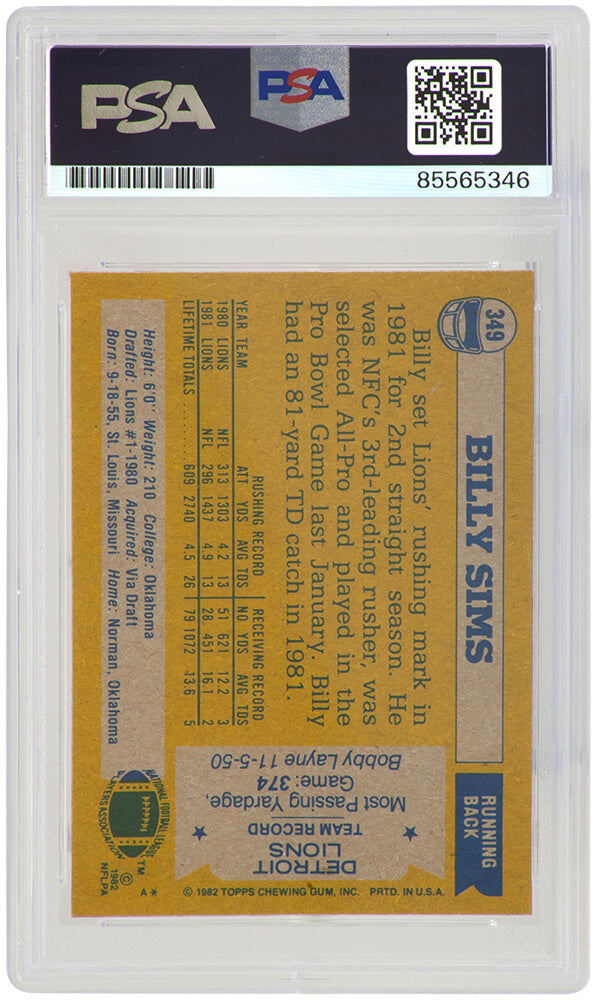 PSA
PSA
85565346
349
BILLY SIMS
RUNNING
BACK
Billy set Lions' rushing mark in
1981 for 2nd straight season. He
was NFC's 3rd-leading rusher, was
selected All-Pro and played in the
Pro Bowl Game last January. Billy
had an 81-yard TD catch in 1981.
RUSHING RECORD RECEIVING RECORD
YEAR TEAM ATT YDS AVG TDS NO YDS AVG TDS
1980 LIONS NFL 313 1303 4.2 13 51 621 12.2 3
1981 LIONS NFL 296 1437 4.9 13 28 451 16.1 2
LIFETIME TOTALS .......... 609 2740 4.5 26 79 1072 13.6 5
Height: 6'0" Weight: 210 College: Oklahoma
Drafted: Lions #1-1980 Acquired: Via Draft
Born: 9-18-55, St. Louis, Missouri Home: Norman, Oklahoma
DETROIT
LIONS
TEAM RECORD
Most Passing Yardage,
Game: 374
Bobby Layne 11-5-50
NATIONAL FOOTBALL LEAGUE
PLAYERS ASSOCIATION
TM
© 1982
NFLPA
A*
© 1982 TOPPS CHEWING GUM, INC. PRTD. IN U.S.A.